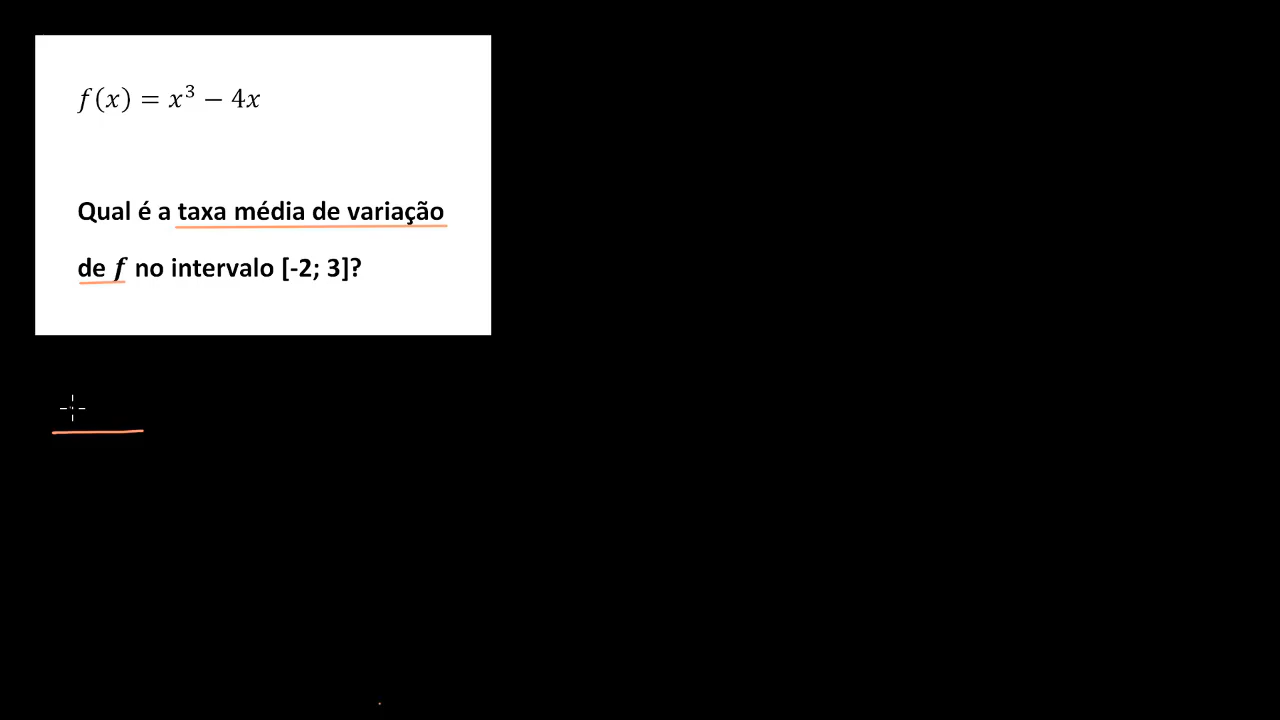 f(x) = x³ − 4x
Qual é a taxa média de variação
de f no intervalo [-2; 3]?